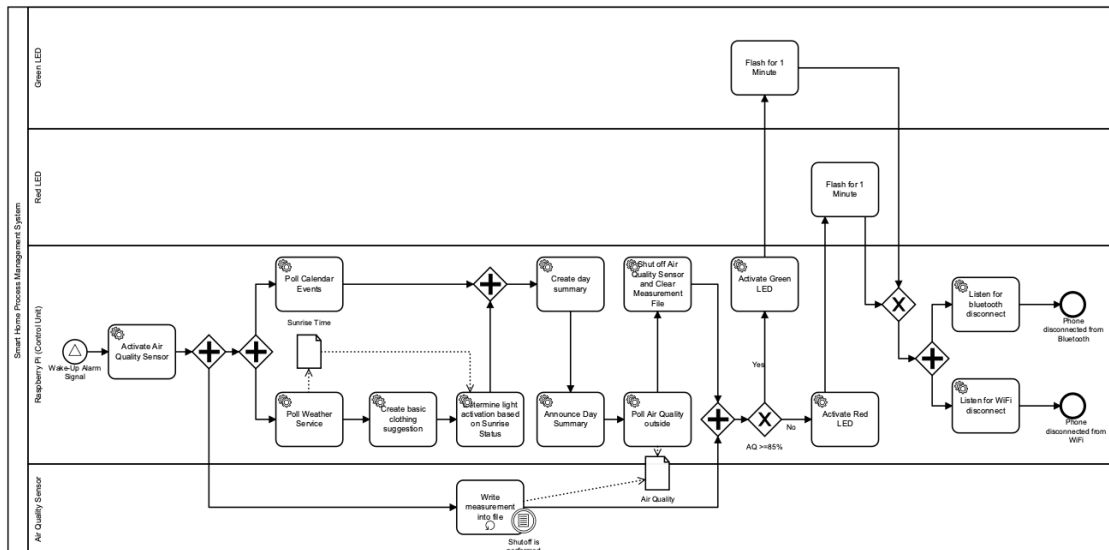 Smart Home Process Management System
Green LED
Flash for 1
Minute
Red LED
Flash for 1
Minute
Raspberry Pi (Control Unit)
Wake-Up Alarm
Signal
Activate Air
Quality Sensor
Poll Calendar
Events
Sunrise Time
Poll Weather
Service
Create basic
clothing
suggestion
Determine light
activation based
on Sunrise
Status
Create day
summary
Announce Day
Summary
Shut off Air
Quality Sensor
and Clear
Measurement
File
Poll Air Quality
outside
Activate Green
LED
Yes
AQ >=85%
No
Activate Red
LED
Listen for
bluetooth
disconnect
Phone
disconnected from
Bluetooth
Listen for WiFi
disconnect
Phone
disconnected from
WiFi
Air Quality Sensor
Write
measurement
into file
Shutoff is
Air Quality